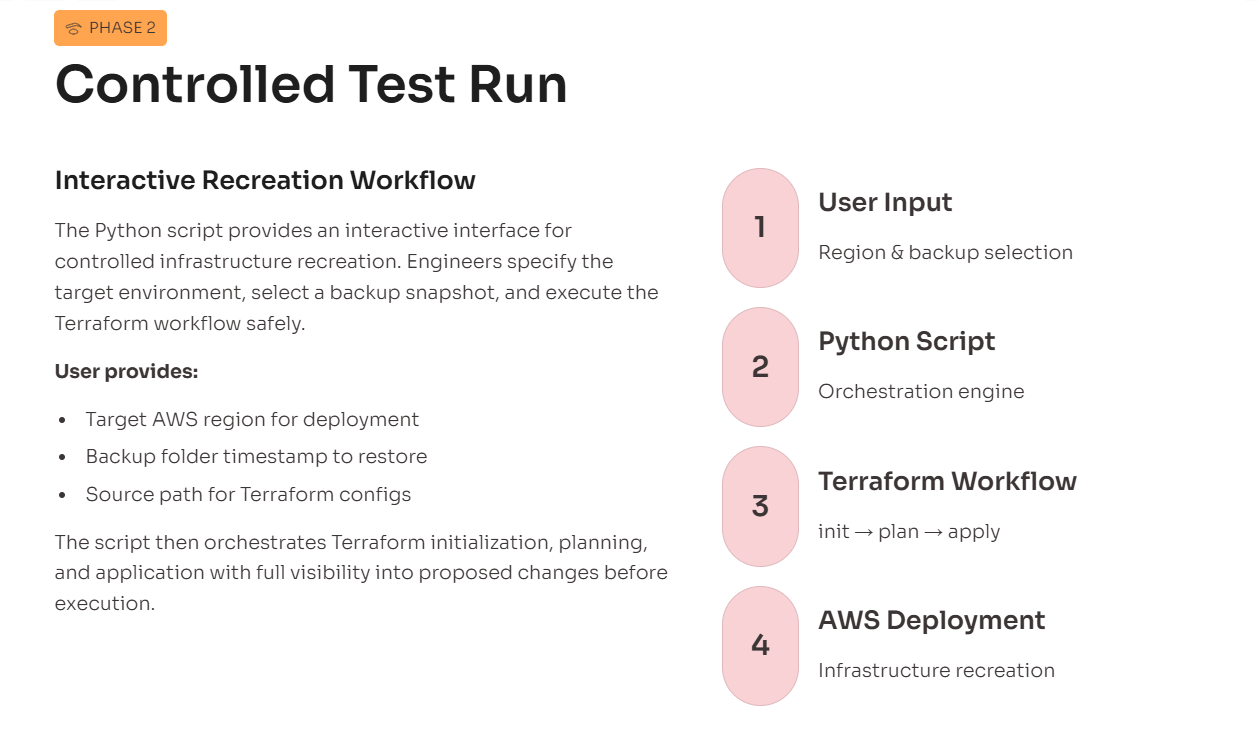 PHASE 2
Controlled Test Run
Interactive Recreation Workflow
The Python script provides an interactive interface for
controlled infrastructure recreation. Engineers specify the
target environment, select a backup snapshot, and execute the
Terraform workflow safely.
User provides:
• Target AWS region for deployment
• Backup folder timestamp to restore
• Source path for Terraform configs
The script then orchestrates Terraform initialization, planning,
and application with full visibility into proposed changes before
execution.
1
User Input
Region & backup selection
2
Python Script
Orchestration engine
3
Terraform Workflow
init → plan → apply
4
AWS Deployment
Infrastructure recreation